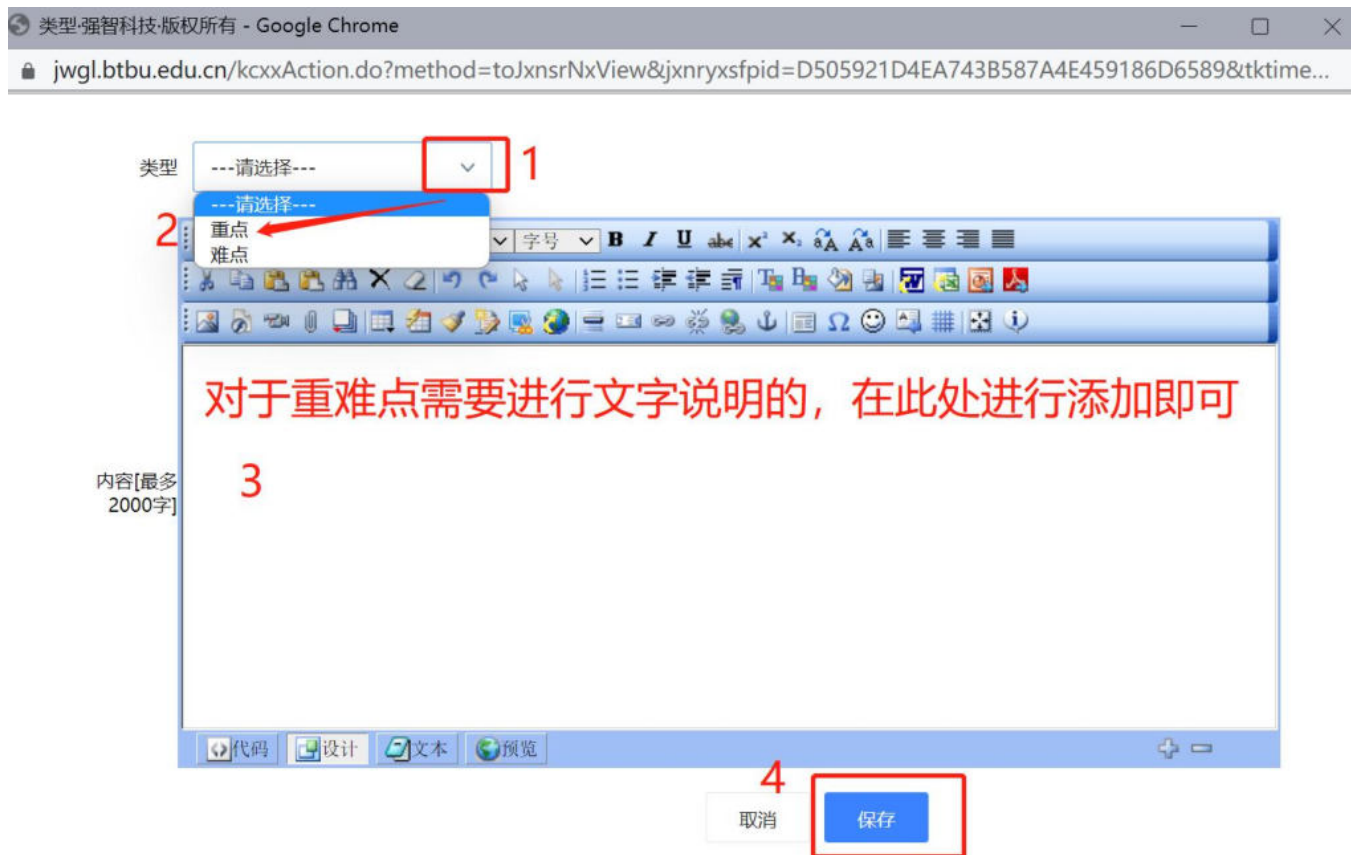 类型·强智科技·版权所有 - Google Chrome
jwgl.btbu.edu.cn/kcxxAction.do?method=toJxnsrNxView&jxnryxsfpid=D505921D4EA743B587A4E459186D6589&tktime...
类型 ---请选择--- 1
---请选择---
2 重点
难点
字号 B I U abc x² x₂
对于重难点需要进行文字说明的，在此处进行添加即可
内容[最多
2000字]
3
代码 设计 文本 预览
4
取消 保存